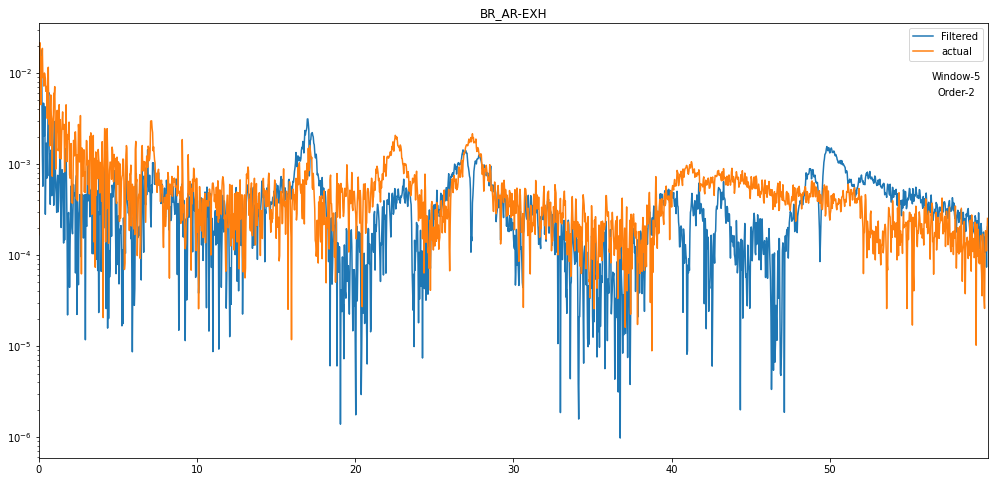 BR_AR-EXH
Filtered
actual
Window-5
Order-2
10⁻²
10⁻³
10⁻⁴
10⁻⁵
10⁻⁶
0 10 20 30 40 50